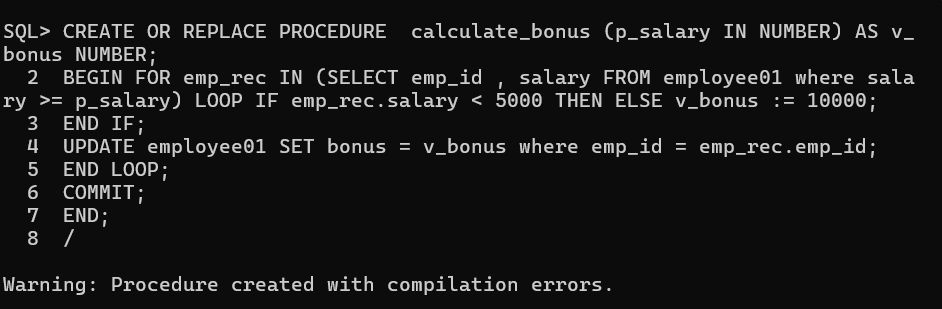 SQL> CREATE OR REPLACE PROCEDURE  calculate_bonus (p_salary IN NUMBER) AS v_
bonus NUMBER;
  2  BEGIN FOR emp_rec IN (SELECT emp_id , salary FROM employee01 where sala
ry >= p_salary) LOOP IF emp_rec.salary < 5000 THEN ELSE v_bonus := 10000;
  3  END IF;
  4  UPDATE employee01 SET bonus = v_bonus where emp_id = emp_rec.emp_id;
  5  END LOOP;
  6  COMMIT;
  7  END;
  8  /
Warning: Procedure created with compilation errors.